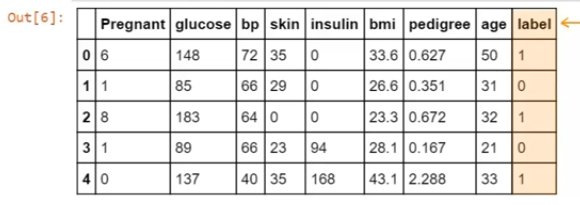 Out[6]:
Pregnant glucose bp skin insulin bmi pedigree age label
0 6 148 72 35 0 33.6 0.627 50 1
1 1 85 66 29 0 26.6 0.351 31 0
2 8 183 64 0 0 23.3 0.672 32 1
3 1 89 66 23 94 28.1 0.167 21 0
4 0 137 40 35 168 43.1 2.288 33 1